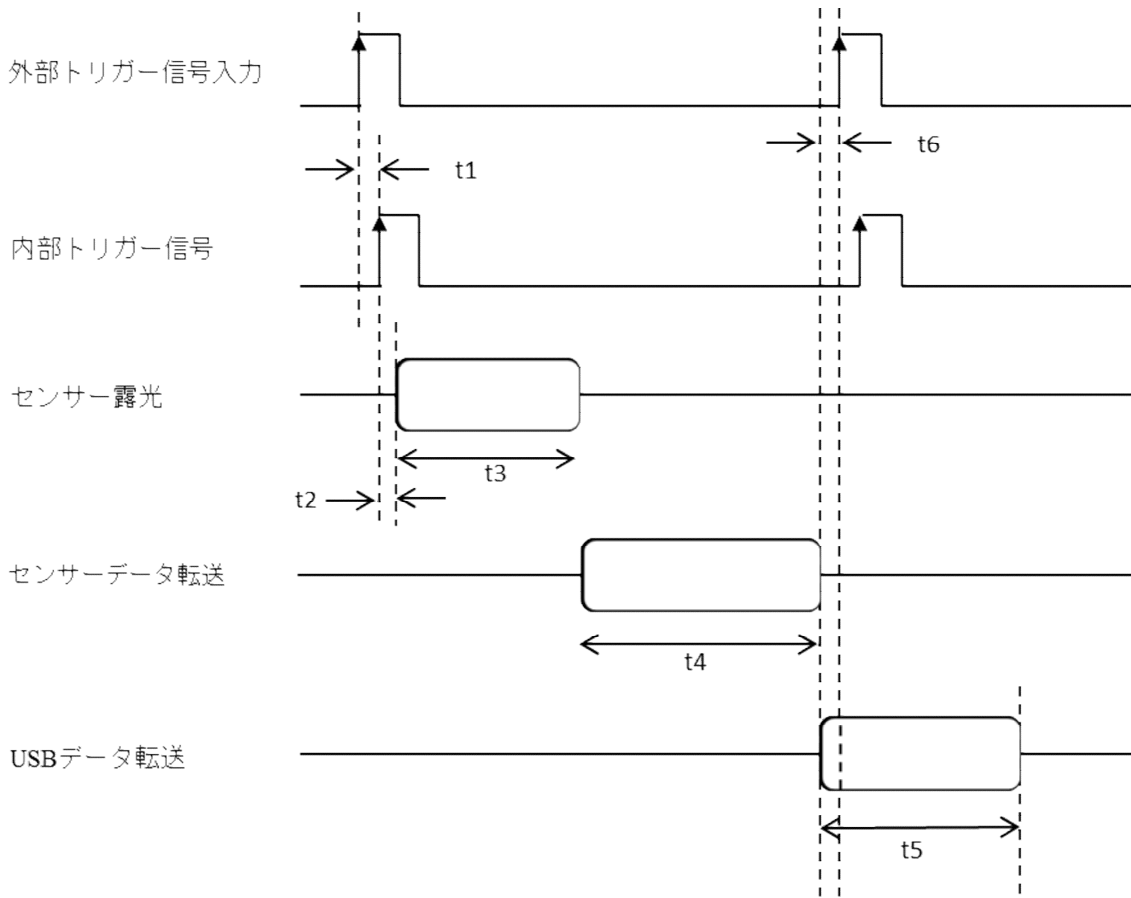 外部トリガー信号入力
t6
t1
内部トリガー信号
センサー露光
t3
t2
センサーデータ転送
t4
USBデータ転送
t5